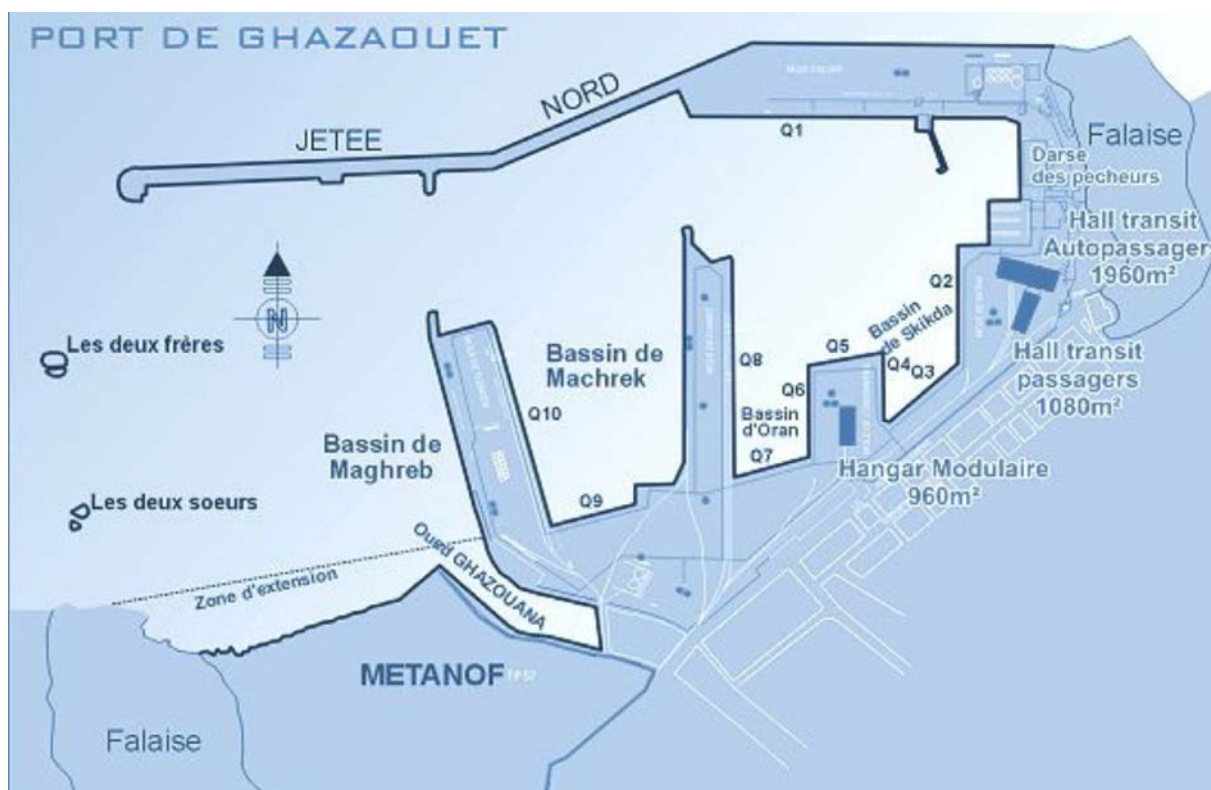 PORT DE GHAZAOUET
JETEE NORD
Q1
Falaise
Darse
des pecheurs
Hall transit
Autopassagers
1960m²
Q2
Bassin
de Skikda
N
Les deux frères
Bassin de
Machrek
Q8
Q5
Q4
Q3
Q6
Hall transit
passagers
1080m²
Q10
Bassin
d'Oran
Q7
Bassin de
Maghreb
Hangar Modulaire
960m²
Les deux soeurs
Q9
Oued GHAZOUANA
Zone d'extension
METANOF
Falaise